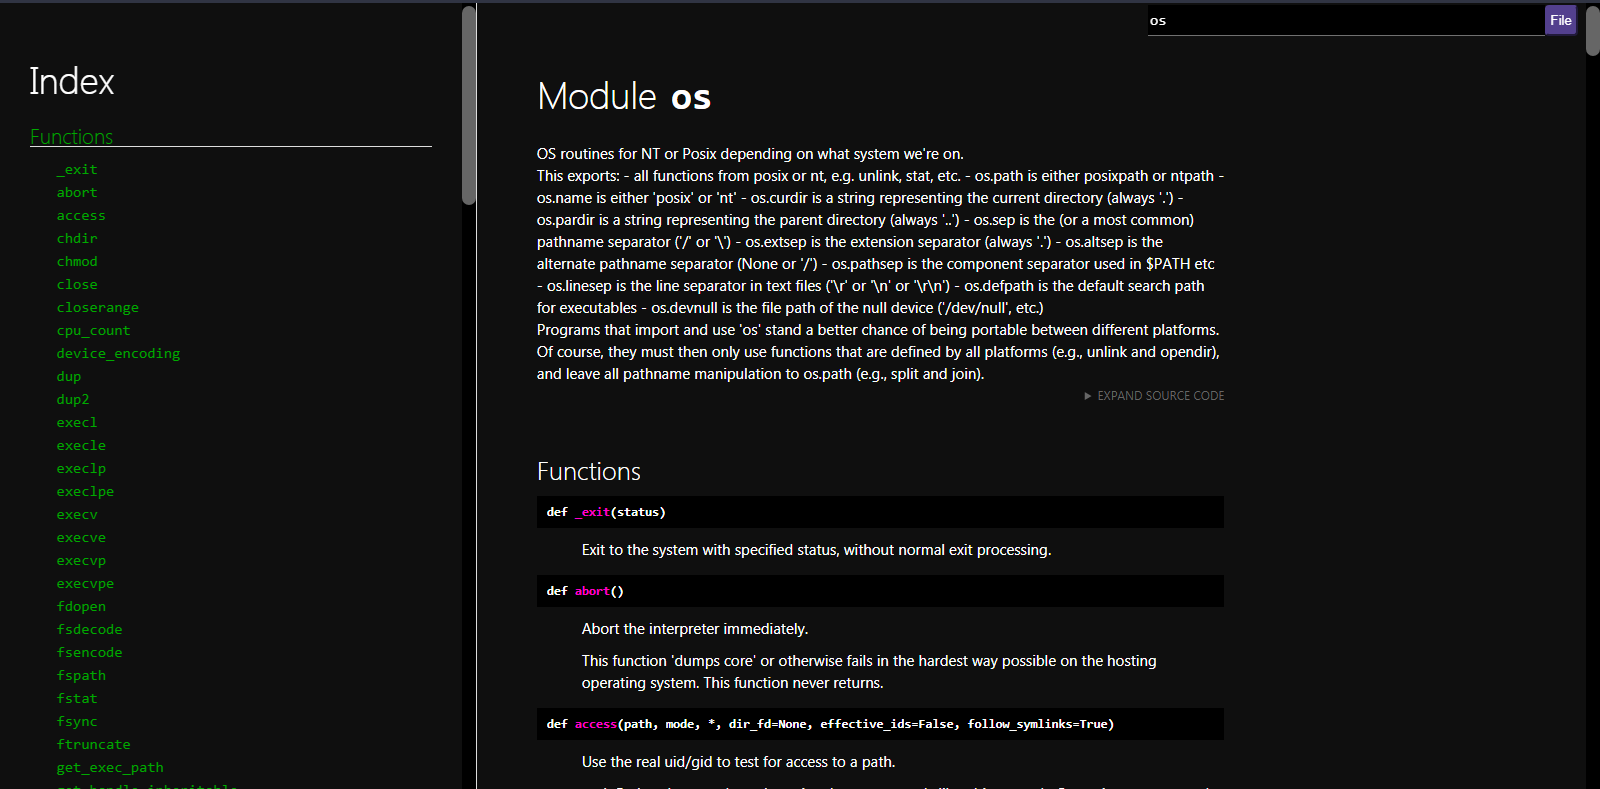 os
File
Index
Functions
_exit
abort
access
chdir
chmod
close
closerange
cpu_count
device_encoding
dup
dup2
execl
execle
execlp
execlpe
execv
execve
execvp
execvpe
fdopen
fsdecode
fsencode
fspath
fstat
fsync
ftruncate
get_exec_path
Module os
OS routines for NT or Posix depending on what system we're on.
This exports: - all functions from posix or nt, e.g. unlink, stat, etc. - os.path is either posixpath or ntpath -
os.name is either 'posix' or 'nt' - os.curdir is a string representing the current directory (always '.') -
os.pardir is a string representing the parent directory (always '..') - os.sep is the (or a most common)
pathname separator ('/' or '\') - os.extsep is the extension separator (always '.') - os.altsep is the
alternate pathname separator (None or '/') - os.pathsep is the component separator used in $PATH etc
- os.linesep is the line separator in text files ('\r' or '\n' or '\r\n') - os.defpath is the default search path
for executables - os.devnull is the file path of the null device ('/dev/null', etc.)
Programs that import and use 'os' stand a better chance of being portable between different platforms.
Of course, they must then only use functions that are defined by all platforms (e.g., unlink and opendir),
and leave all pathname manipulation to os.path (e.g., split and join).
▶ EXPAND SOURCE CODE
Functions
def _exit(status)
Exit to the system with specified status, without normal exit processing.
def abort()
Abort the interpreter immediately.
This function 'dumps core' or otherwise fails in the hardest way possible on the hosting
operating system. This function never returns.
def access(path, mode, *, dir_fd=None, effective_ids=False, follow_symlinks=True)
Use the real uid/gid to test for access to a path.